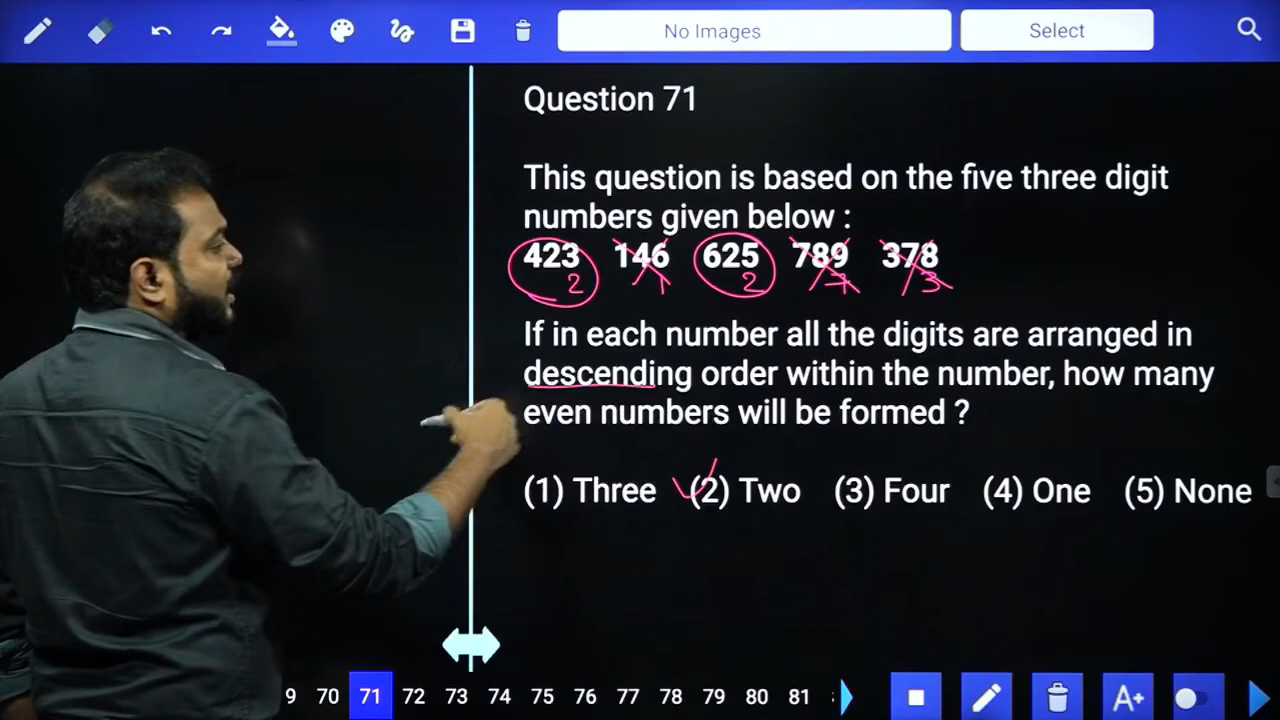 No Images Select
Question 71
This question is based on the five three digit
numbers given below :
423 146 625 789 378
2 1 2 7 3
If in each number all the digits are arranged in
descending order within the number, how many
even numbers will be formed ?
(1) Three (2) Two (3) Four (4) One (5) None
9 70 71 72 73 74 75 76 77 78 79 80 81
A+